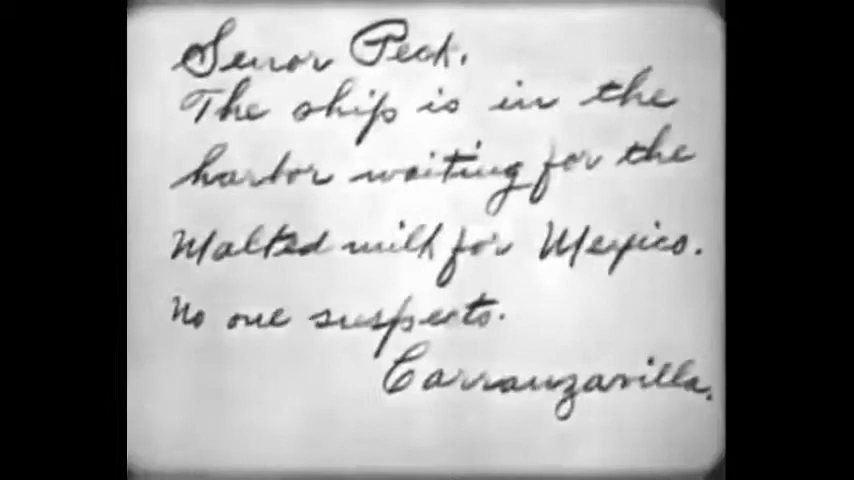 Senor Peck.
The ship is in the
harbor waiting for the
Malted milk for Mexico.
No one suspects.
Carranzavilla.